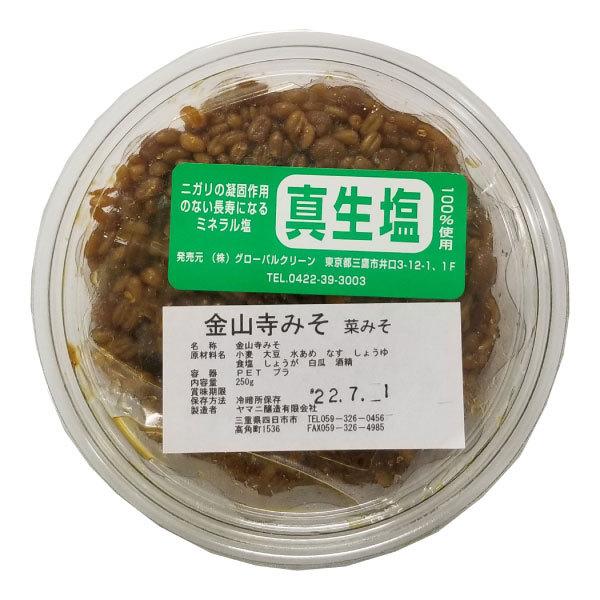 ニガリの凝固作用
のない長寿になる
ミネラル塩
真生塩
100%使用
発売元 (株)グローバルクリーン 東京都三鷹市井口3-12-1、1F
TEL.0422-39-3003
金山寺みそ 菜みそ
名称 金山寺みそ
原材料名 小麦 大豆 水あめ なす しょうゆ
食塩 しょうが 白瓜 酒精
容器 PET プラ
内容量 250g
賞味期限 '22.7.-1
保存方法 冷暗所保存
製造者 ヤマニ醸造有限会社
三重県四日市市 TEL059-326-0456
高角町1536 FAX059-326-4985